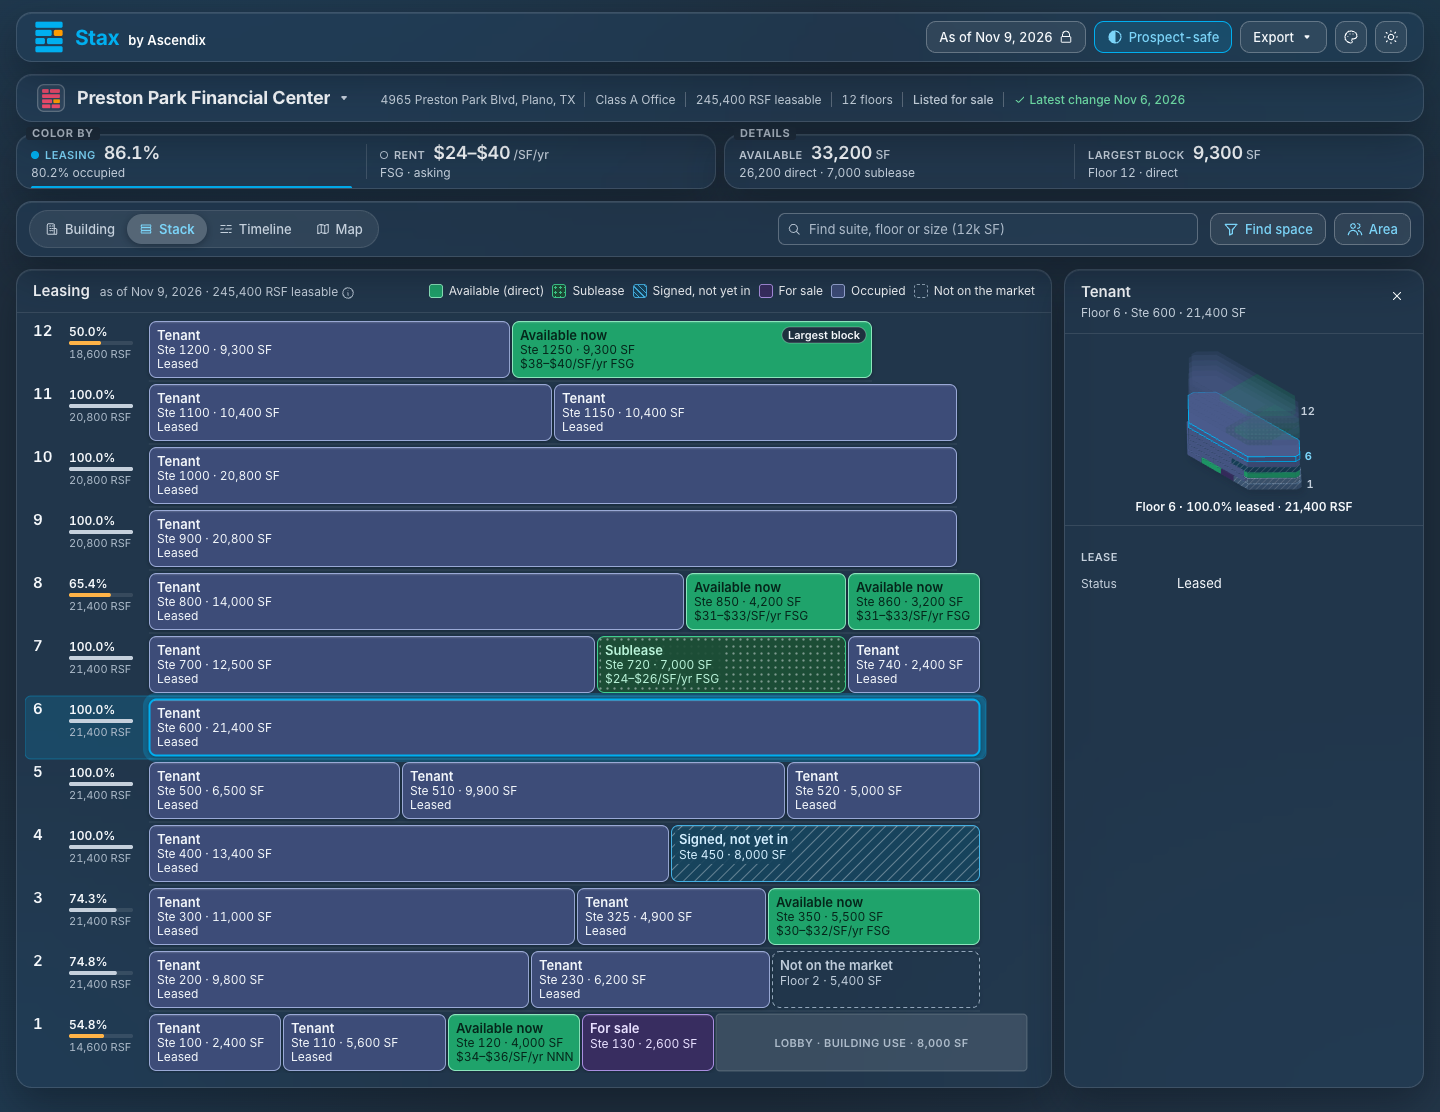 Stax by Ascendix
As of Nov 9, 2026
Prospect-safe
Export
Preston Park Financial Center
4965 Preston Park Blvd, Plano, TX
Class A Office
245,400 RSF leasable
12 floors
Listed for sale
Latest change Nov 6, 2026
COLOR BY
LEASING 86.1%
80.2% occupied
RENT $24–$40 /SF/yr
FSG · asking
DETAILS
AVAILABLE 33,200 SF
26,200 direct · 7,000 sublease
LARGEST BLOCK 9,300 SF
Floor 12 · direct
Building
Stack
Timeline
Map
Find suite, floor or size (12k SF)
Find space
Area
Leasing as of Nov 9, 2026 · 245,400 RSF leasable
Available (direct)
Sublease
Signed, not yet in
For sale
Occupied
Not on the market
12
50.0%
18,600 RSF
Tenant
Ste 1200 · 9,300 SF
Leased
Available now
Ste 1250 · 9,300 SF
$38–$40/SF/yr FSG
Largest block
11
100.0%
20,800 RSF
Tenant
Ste 1100 · 10,400 SF
Leased
Tenant
Ste 1150 · 10,400 SF
Leased
10
100.0%
20,800 RSF
Tenant
Ste 1000 · 20,800 SF
Leased
9
100.0%
20,800 RSF
Tenant
Ste 900 · 20,800 SF
Leased
8
65.4%
21,400 RSF
Tenant
Ste 800 · 14,000 SF
Leased
Available now
Ste 850 · 4,200 SF
$31–$33/SF/yr FSG
Available now
Ste 860 · 3,200 SF
$31–$33/SF/yr FSG
7
100.0%
21,400 RSF
Tenant
Ste 700 · 12,500 SF
Leased
Sublease
Ste 720 · 7,000 SF
$24–$26/SF/yr FSG
Tenant
Ste 740 · 2,400 SF
Leased
6
100.0%
21,400 RSF
Tenant
Ste 600 · 21,400 SF
Leased
5
100.0%
21,400 RSF
Tenant
Ste 500 · 6,500 SF
Leased
Tenant
Ste 510 · 9,900 SF
Leased
Tenant
Ste 520 · 5,000 SF
Leased
4
100.0%
21,400 RSF
Tenant
Ste 400 · 13,400 SF
Leased
Signed, not yet in
Ste 450 · 8,000 SF
3
74.3%
21,400 RSF
Tenant
Ste 300 · 11,000 SF
Leased
Tenant
Ste 325 · 4,900 SF
Leased
Available now
Ste 350 · 5,500 SF
$30–$32/SF/yr FSG
2
74.8%
21,400 RSF
Tenant
Ste 200 · 9,800 SF
Leased
Tenant
Ste 230 · 6,200 SF
Leased
Not on the market
Floor 2 · 5,400 SF
1
54.8%
14,600 RSF
Tenant
Ste 100 · 2,400 SF
Leased
Tenant
Ste 110 · 5,600 SF
Leased
Available now
Ste 120 · 4,000 SF
$34–$36/SF/yr NNN
For sale
Ste 130 · 2,600 SF
LOBBY · BUILDING USE · 8,000 SF
Tenant
Floor 6 · Ste 600 · 21,400 SF
12
6
1
Floor 6 · 100.0% leased · 21,400 RSF
LEASE
Status Leased